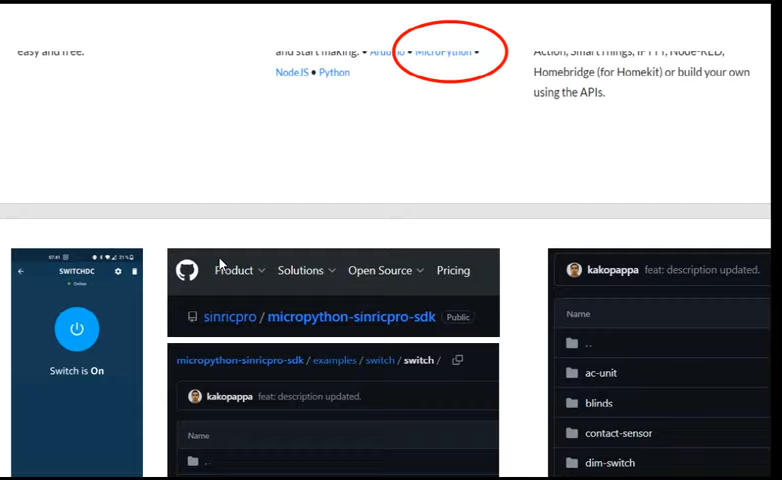 easy and free.
and start making. • Arduino • MicroPython •
NodeJS • Python
Action, SmartThings, IFTTT, Node-RED,
Homebridge (for Homekit) or build your own
using the APIs.
07:41 21%
SWITCHDC
Online
Switch is On
Product Solutions Open Source Pricing
sinricpro / micropython-sinricpro-sdk Public
micropython-sinricpro-sdk / examples / switch / switch /
kakopappa feat: description updated.
Name
..
kakopappa feat: description updated.
Name
..
ac-unit
blinds
contact-sensor
dim-switch